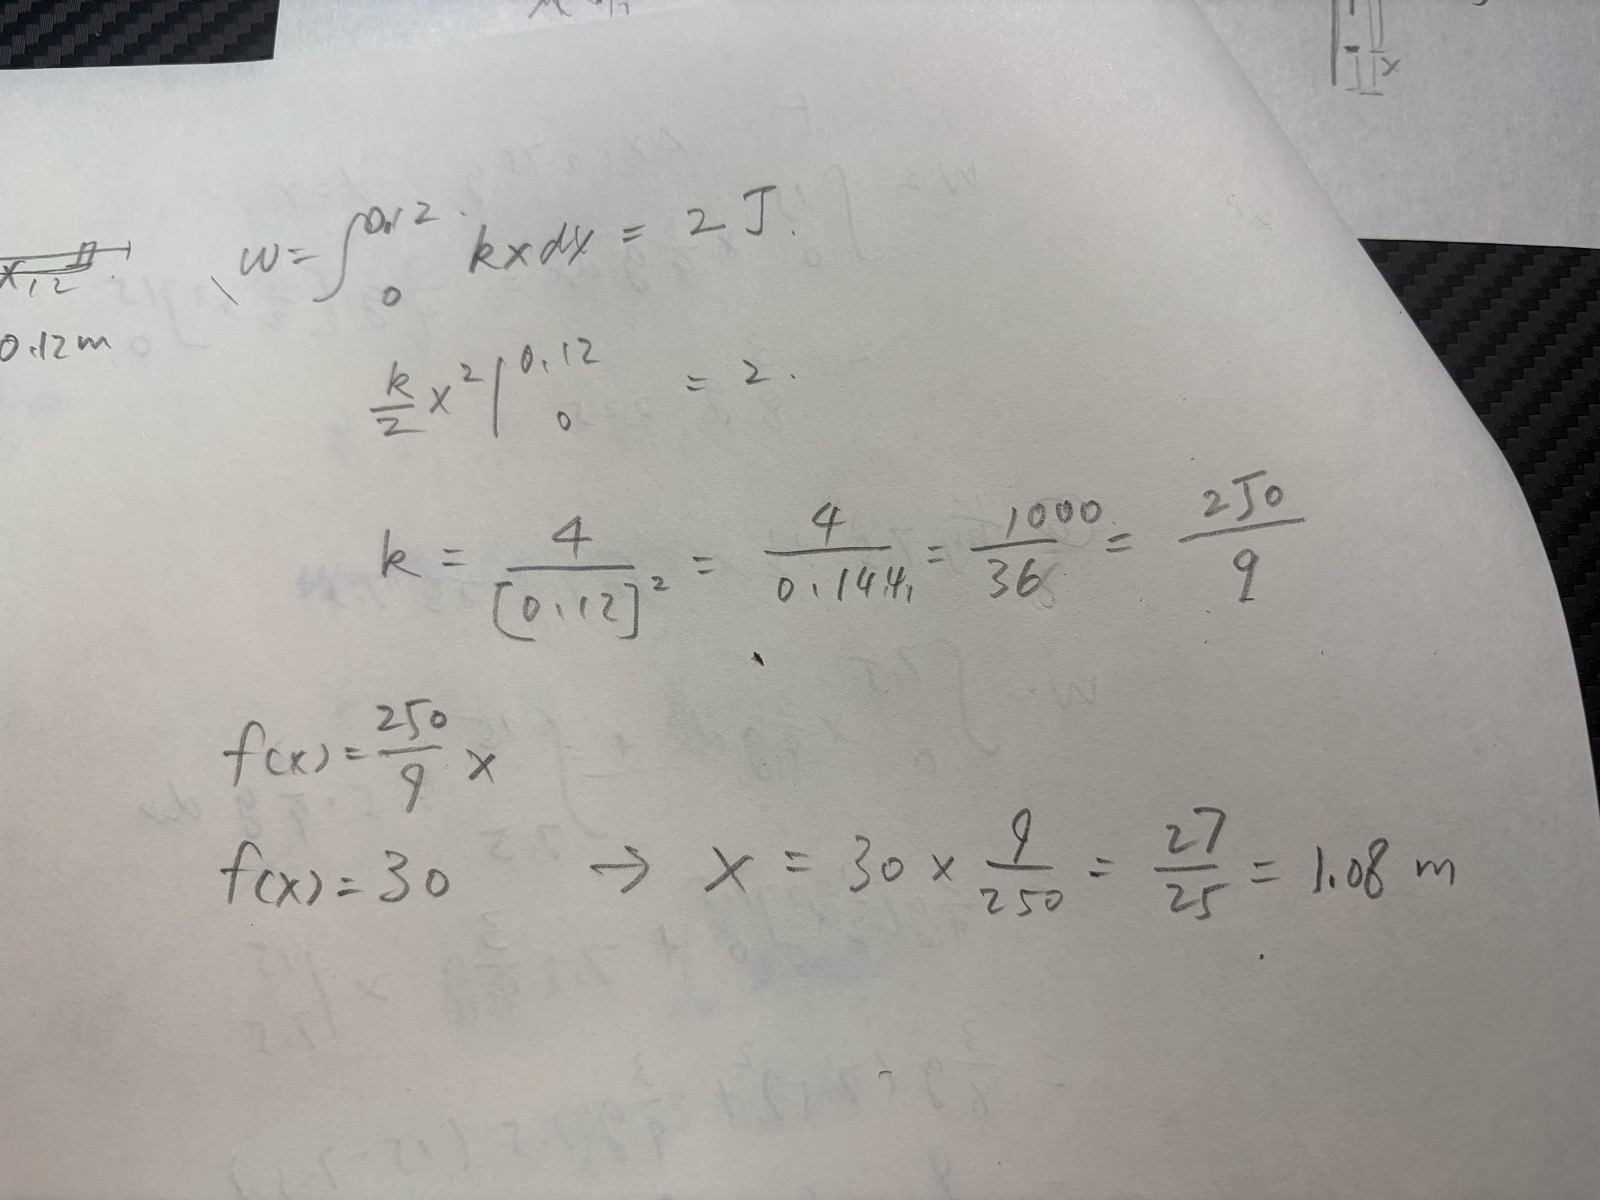 W = ∫₀^0.12 kx dx = 2 J.
x,12
0.12m
k/2 x² |₀^0.12 = 2.
k = 4/[0.12]² = 4/0.144 = 1000/36 = 250/9
f(x) = 250/9 x
f(x) = 30 → x = 30 × 9/250 = 27/25 = 1.08 m